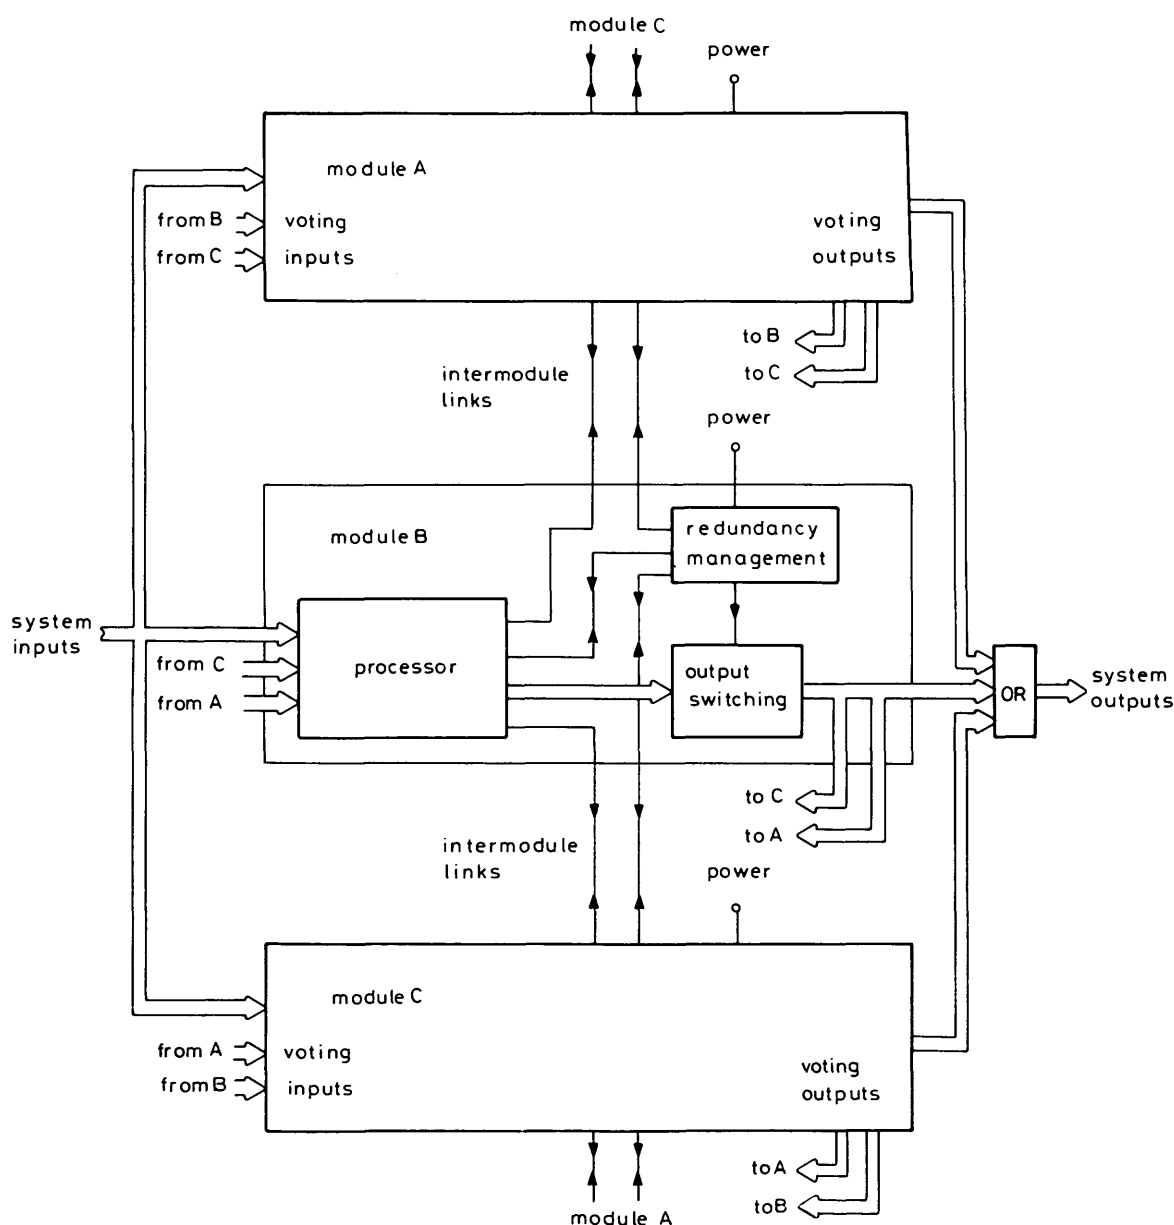 module C
power
module A
from B
voting
from C
inputs
voting
outputs
to B
to C
intermodule
links
power
module B
redundancy
management
system
inputs
from C
from A
processor
output
switching
OR
system
outputs
to C
to A
intermodule
links
power
module C
from A
voting
from B
inputs
voting
outputs
to A
to B
module A